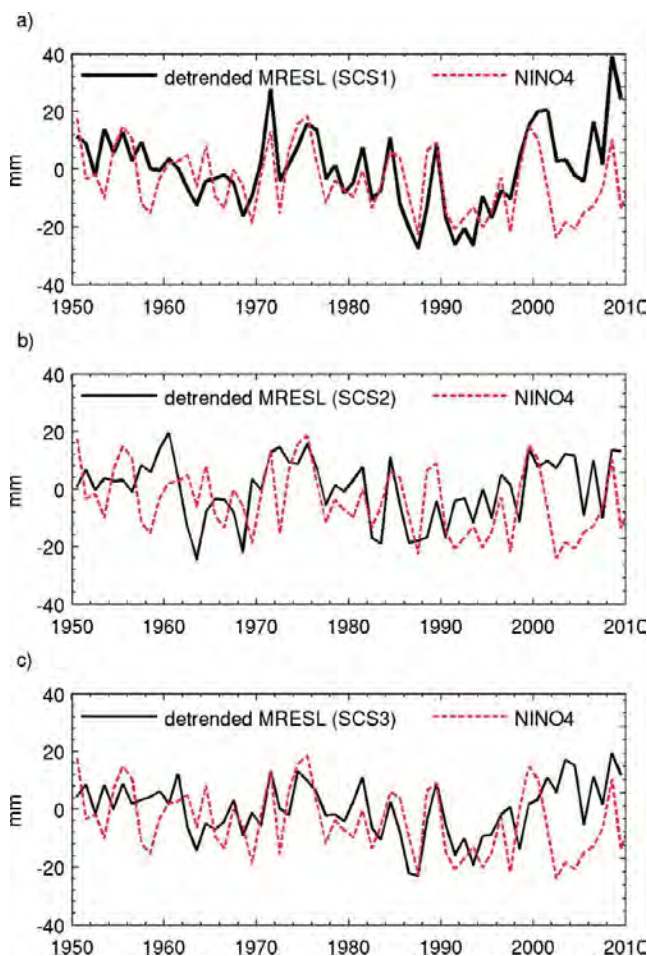 a)
40
detrended MRESL (SCS1) NINO4
20
mm
0
-20
-40
1950 1960 1970 1980 1990 2000 2010
b)
40
detrended MRESL (SCS2) NINO4
20
mm
0
-20
-40
1950 1960 1970 1980 1990 2000 2010
c)
40
detrended MRESL (SCS3) NINO4
20
mm
0
-20
-40
1950 1960 1970 1980 1990 2000 2010